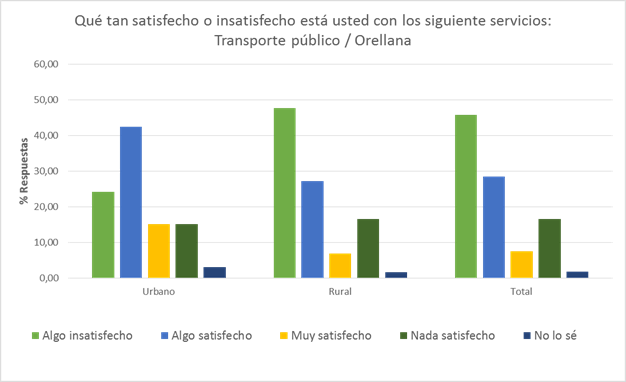 Qué tan satisfecho o insatisfecho está usted con los siguiente servicios:
Transporte público / Orellana
60,00
50,00
40,00
30,00
20,00
10,00
0,00
% Respuestas
Urbano Rural Total
Algo insatisfecho Algo satisfecho Muy satisfecho Nada satisfecho No lo sé